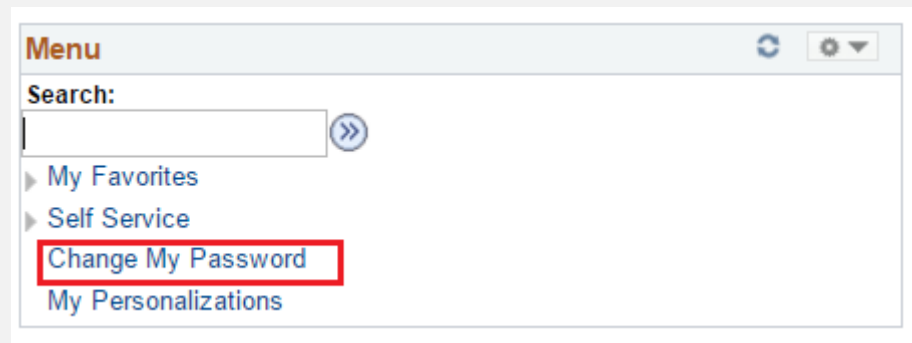 Menu
Search:
My Favorites
Self Service
Change My Password
My Personalizations